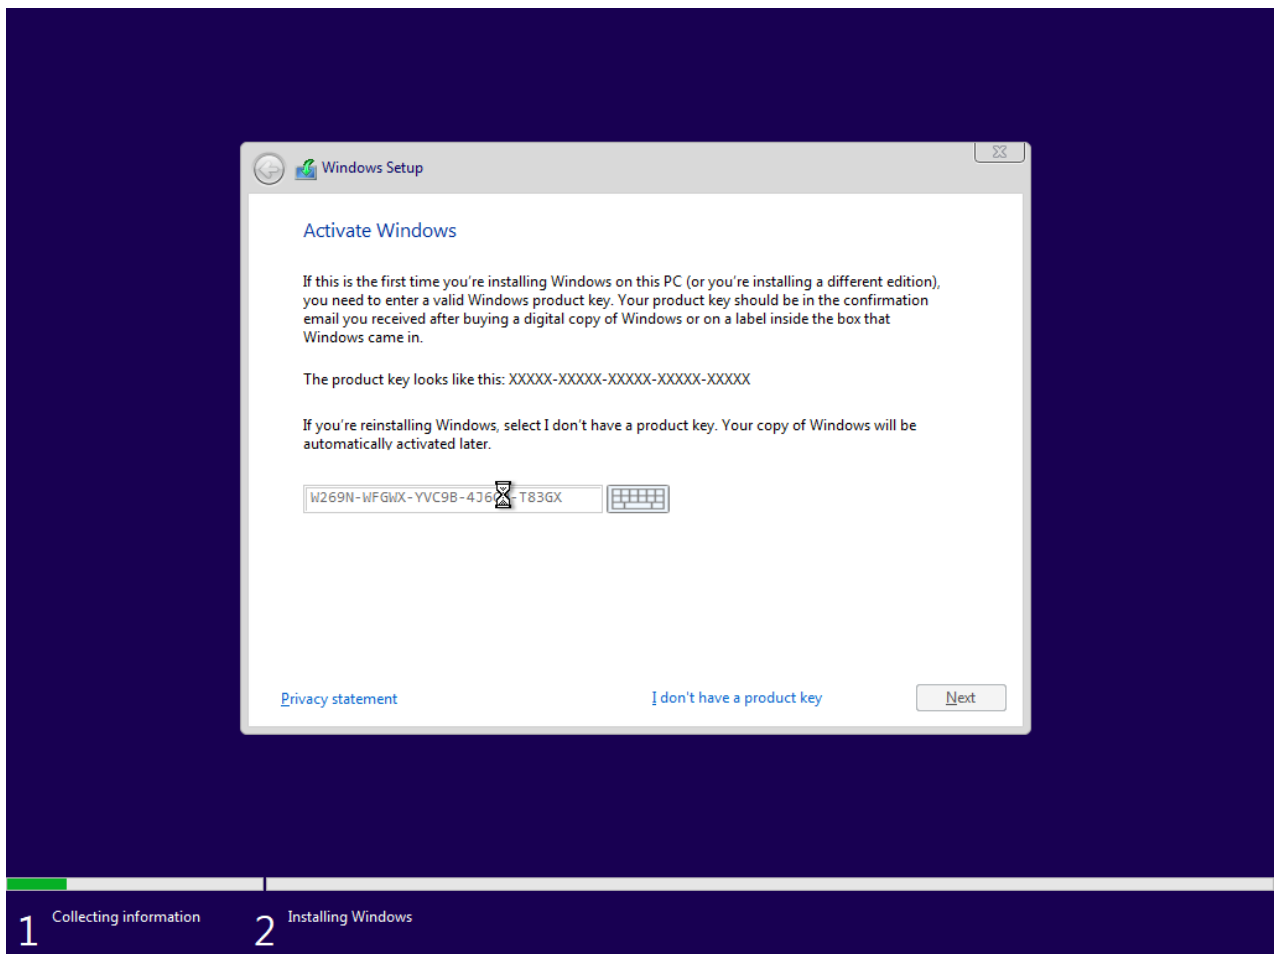 Windows Setup
Activate Windows
If this is the first time you're installing Windows on this PC (or you're installing a different edition),
you need to enter a valid Windows product key. Your product key should be in the confirmation
email you received after buying a digital copy of Windows or on a label inside the box that
Windows came in.
The product key looks like this: XXXXX-XXXXX-XXXXX-XXXXX-XXXXX
If you're reinstalling Windows, select I don't have a product key. Your copy of Windows will be
automatically activated later.
W269N-WFGWX-YVC9B-4J6 -T83GX
Privacy statement
I don't have a product key
Next
1 Collecting information
2 Installing Windows